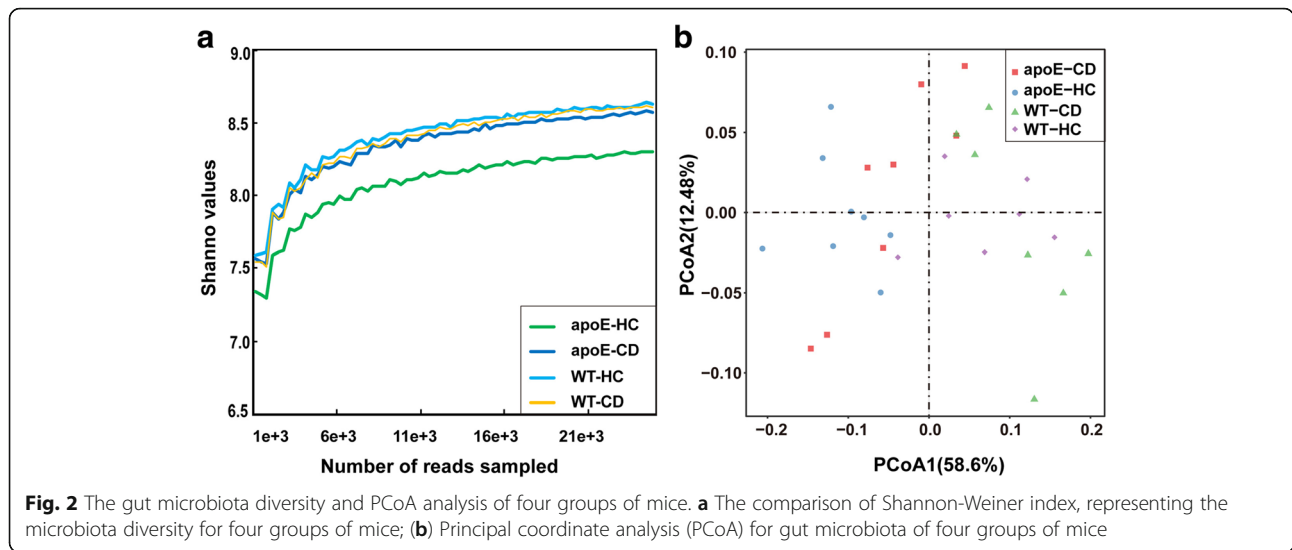 a
9.0
8.5
8.0
7.5
7.0
6.5
Shanno values
apoE-HC
apoE-CD
WT-HC
WT-CD
1e+3 6e+3 11e+3 16e+3 21e+3
Number of reads sampled
b
0.10
0.05
0.00
−0.05
−0.10
PCoA2(12.48%)
apoE−CD
apoE−HC
WT−CD
WT−HC
−0.2 −0.1 0.0 0.1 0.2
PCoA1(58.6%)
Fig. 2 The gut microbiota diversity and PCoA analysis of four groups of mice. a The comparison of Shannon-Weiner index, representing the
microbiota diversity for four groups of mice; (b) Principal coordinate analysis (PCoA) for gut microbiota of four groups of mice